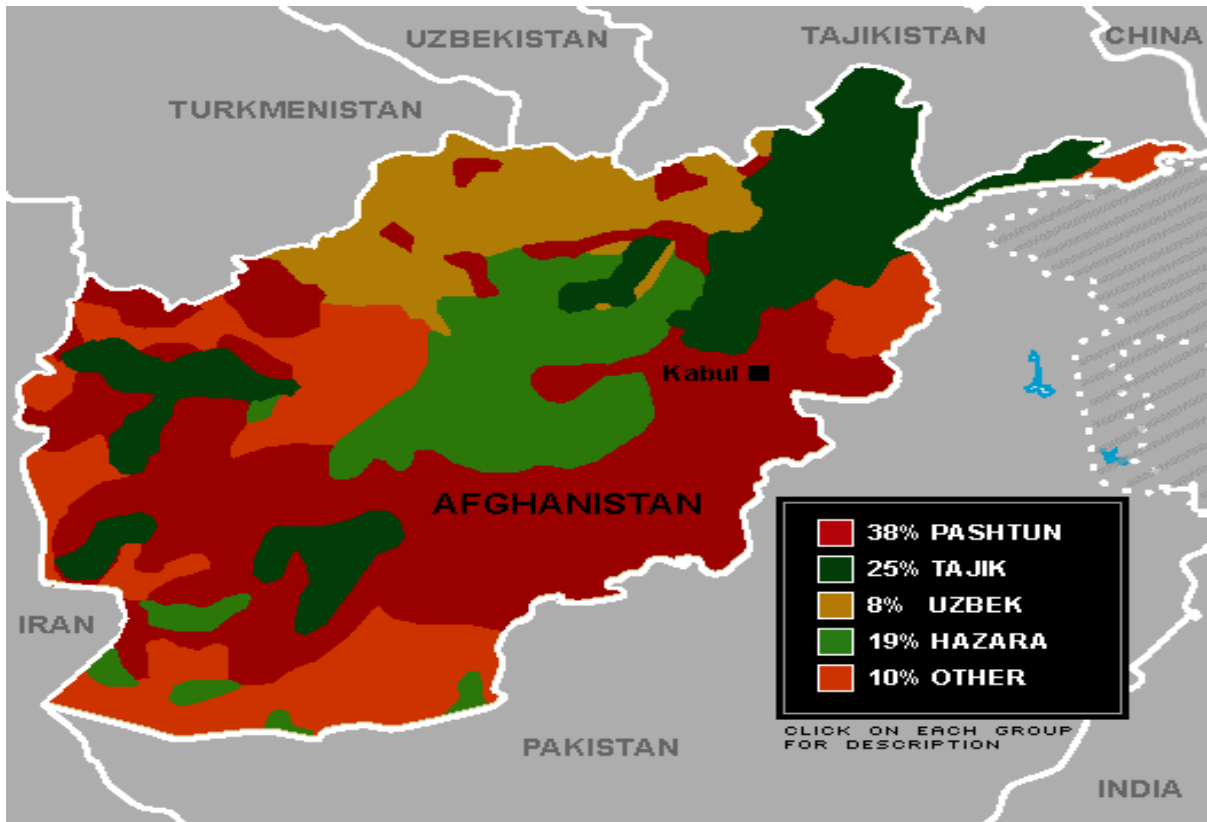 UZBEKISTAN
TAJIKISTAN
CHINA
TURKMENISTAN
Kabul
AFGHANISTAN
38% PASHTUN
25% TAJIK
8% UZBEK
19% HAZARA
10% OTHER
IRAN
CLICK ON EACH GROUP
FOR DESCRIPTION
PAKISTAN
INDIA